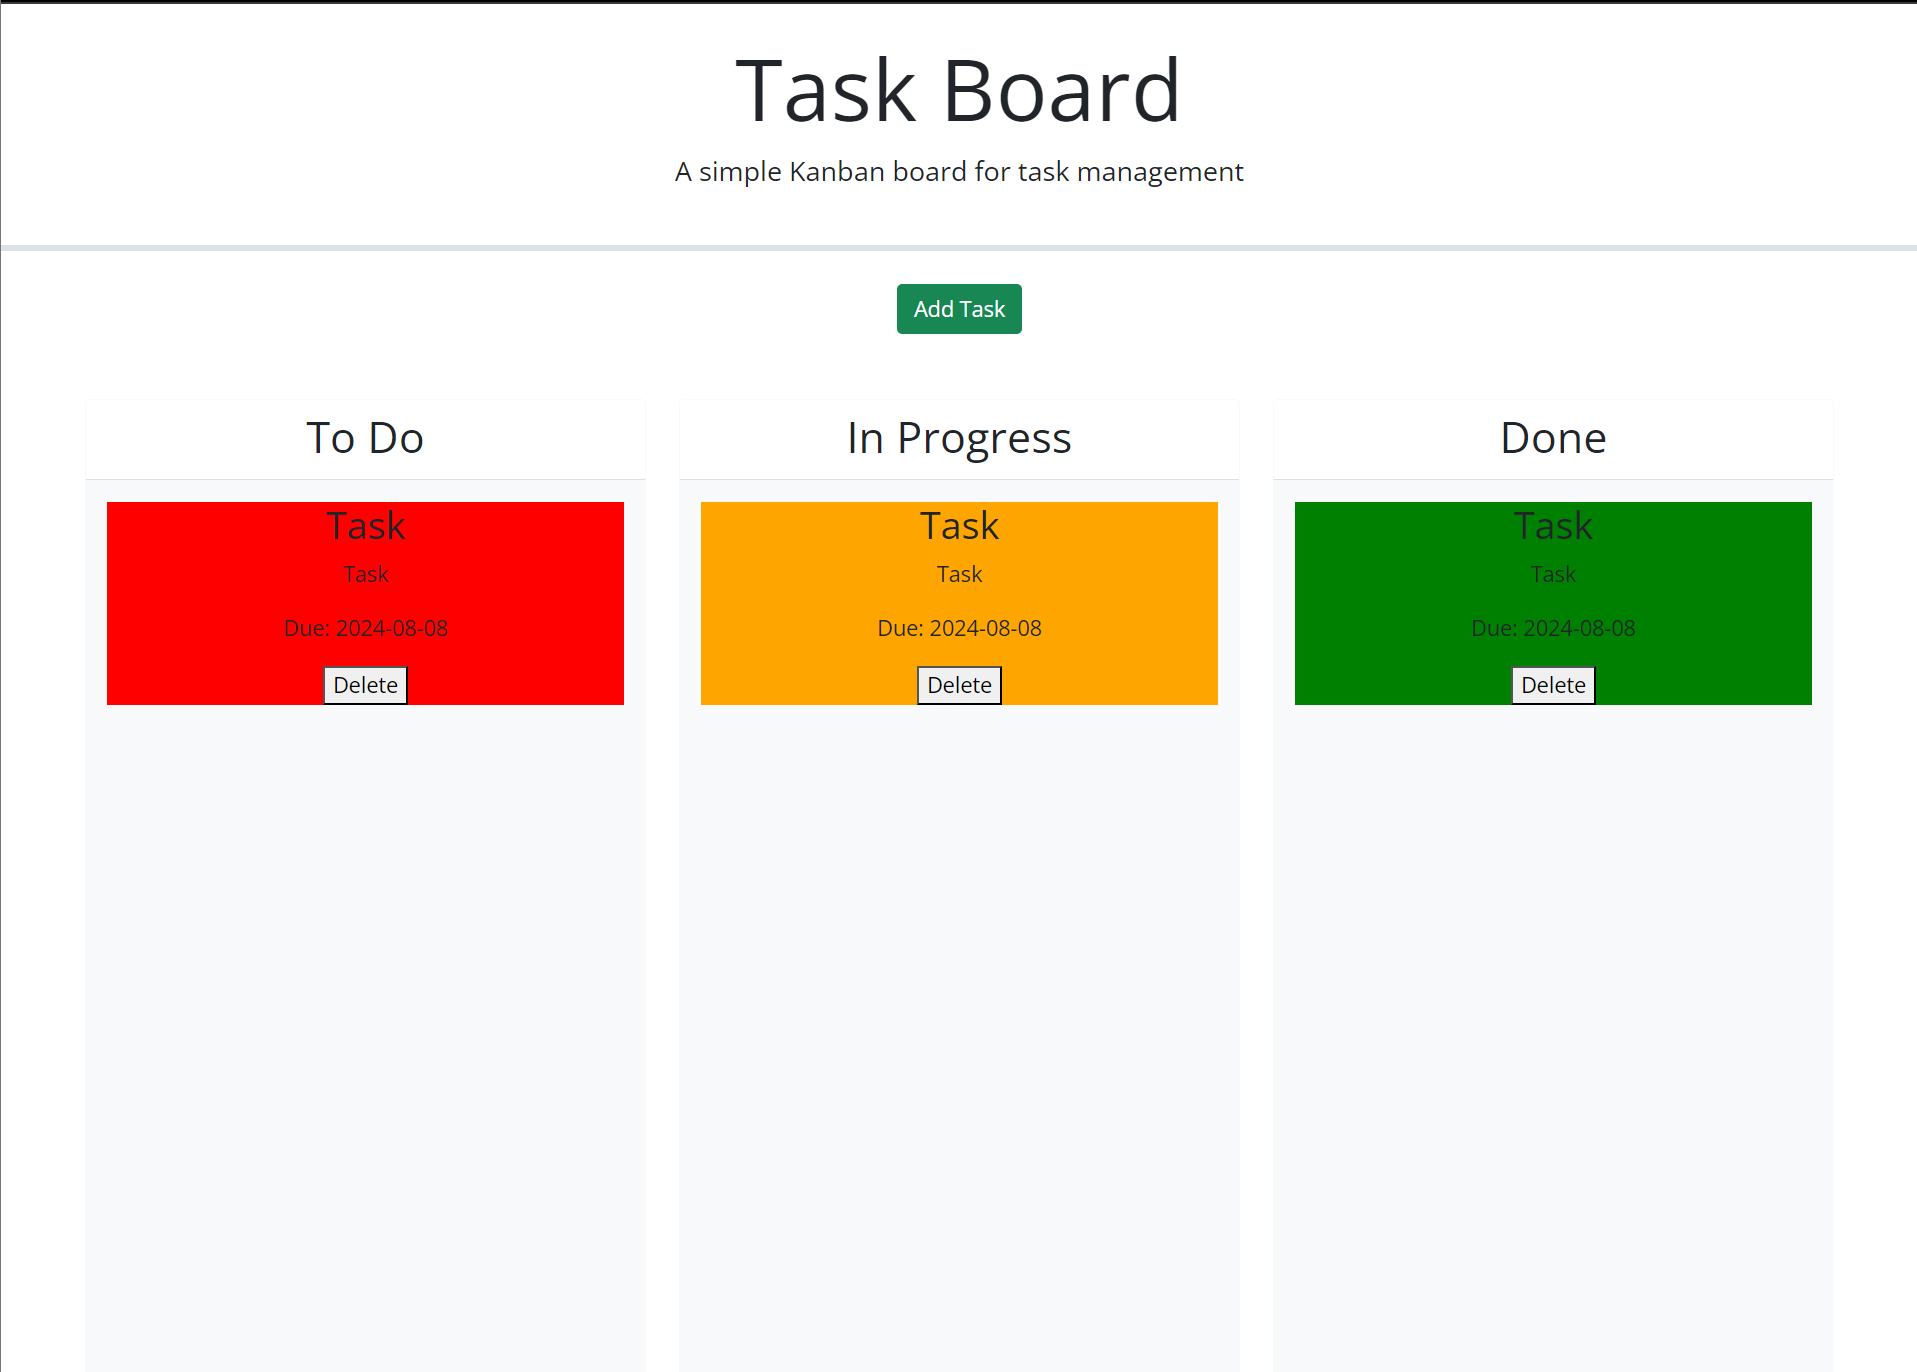 Task Board
A simple Kanban board for task management
Add Task
To Do
Task
Task
Due: 2024-08-08
Delete
In Progress
Task
Task
Due: 2024-08-08
Delete
Done
Task
Task
Due: 2024-08-08
Delete